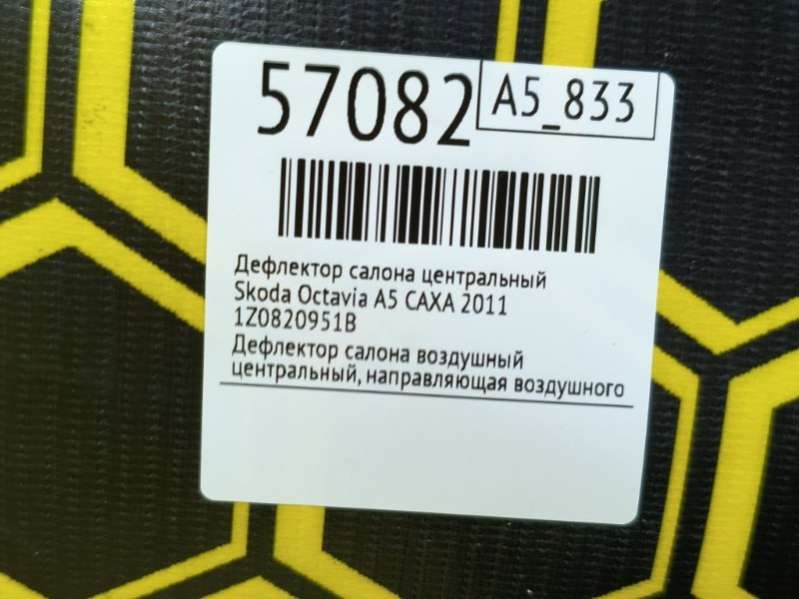 57082
A5_833
Дефлектор салона центральный
Skoda Octavia A5 CAXA 2011
1Z0820951B
Дефлектор салона воздушный
центральный, направляющая воздушного